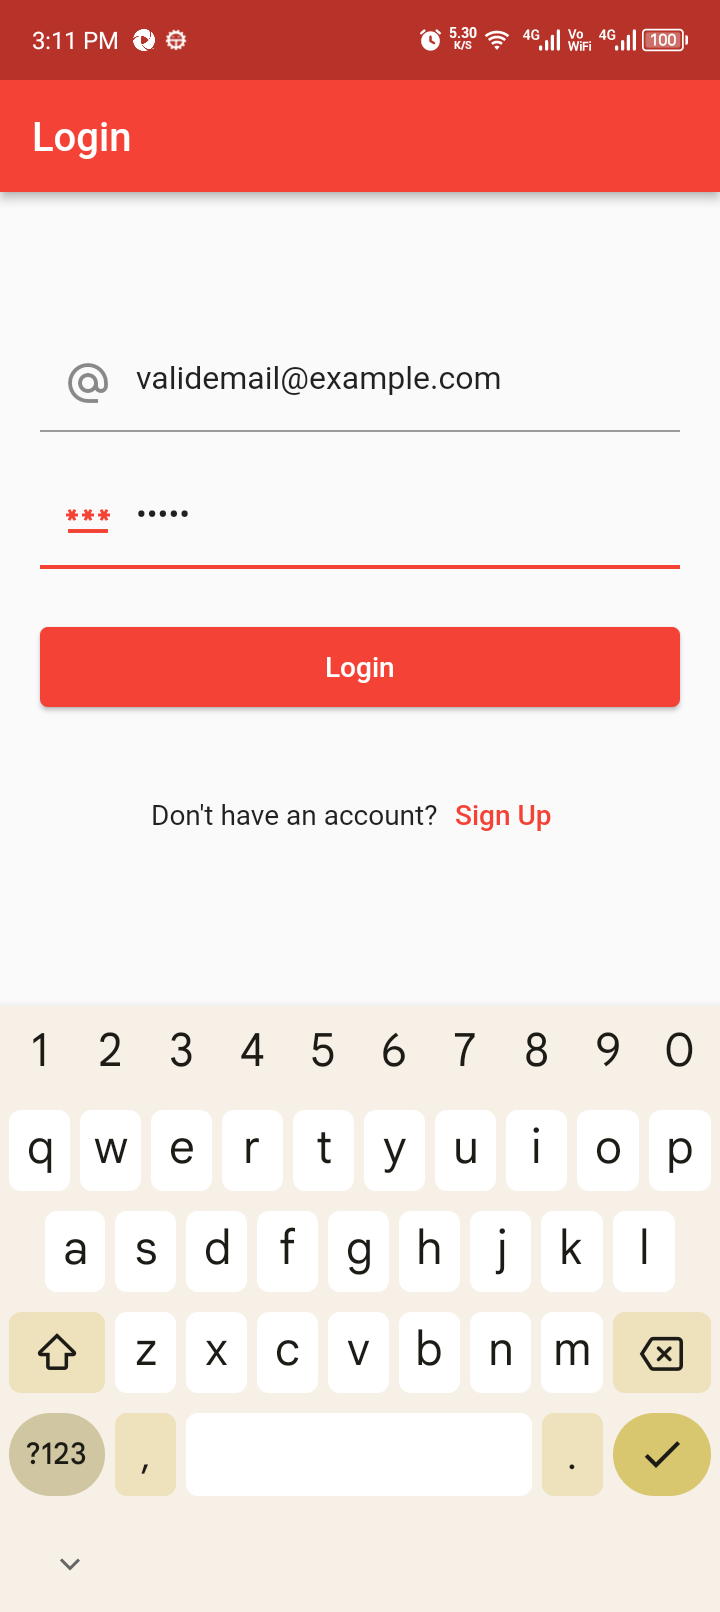 3:11 PM 5.30 K/S 4G Vo WiFi 4G 100
Login
validemail@example.com
*** •••••
Login
Don't have an account? Sign Up
1 2 3 4 5 6 7 8 9 0
q w e r t y u i o p
a s d f g h j k l
z x c v b n m
?123 , .